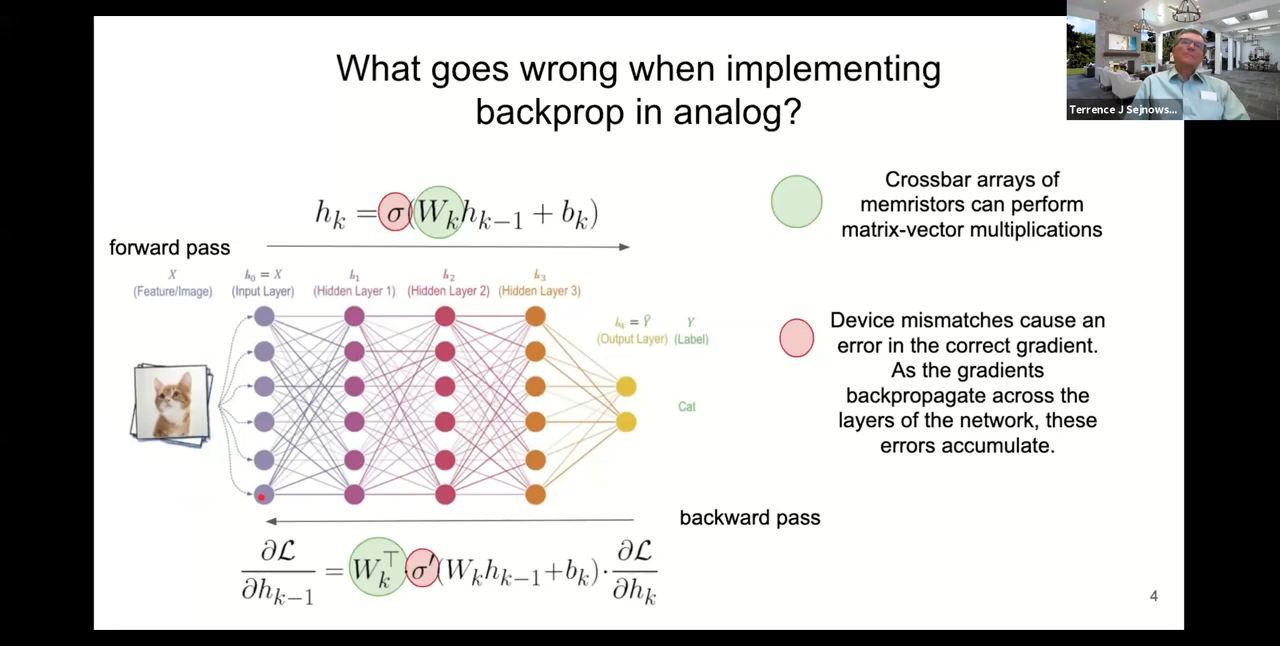 What goes wrong when implementing
backprop in analog?
Terrence J Sejnows...
h_k = σ(W_k h_{k−1} + b_k)
forward pass
X
(Feature/Image)
h_0 = X
(Input Layer)
h_1
(Hidden Layer 1)
h_2
(Hidden Layer 2)
h_3
(Hidden Layer 3)
h_4 = Ŷ
(Output Layer)
Y
(Label)
Cat
backward pass
∂ℒ/∂h_{k−1} = W_k^⊤ · σ′(W_k h_{k−1} + b_k) · ∂ℒ/∂h_k
Crossbar arrays of
memristors can perform
matrix-vector multiplications
Device mismatches cause an
error in the correct gradient.
As the gradients
backpropagate across the
layers of the network, these
errors accumulate.
4